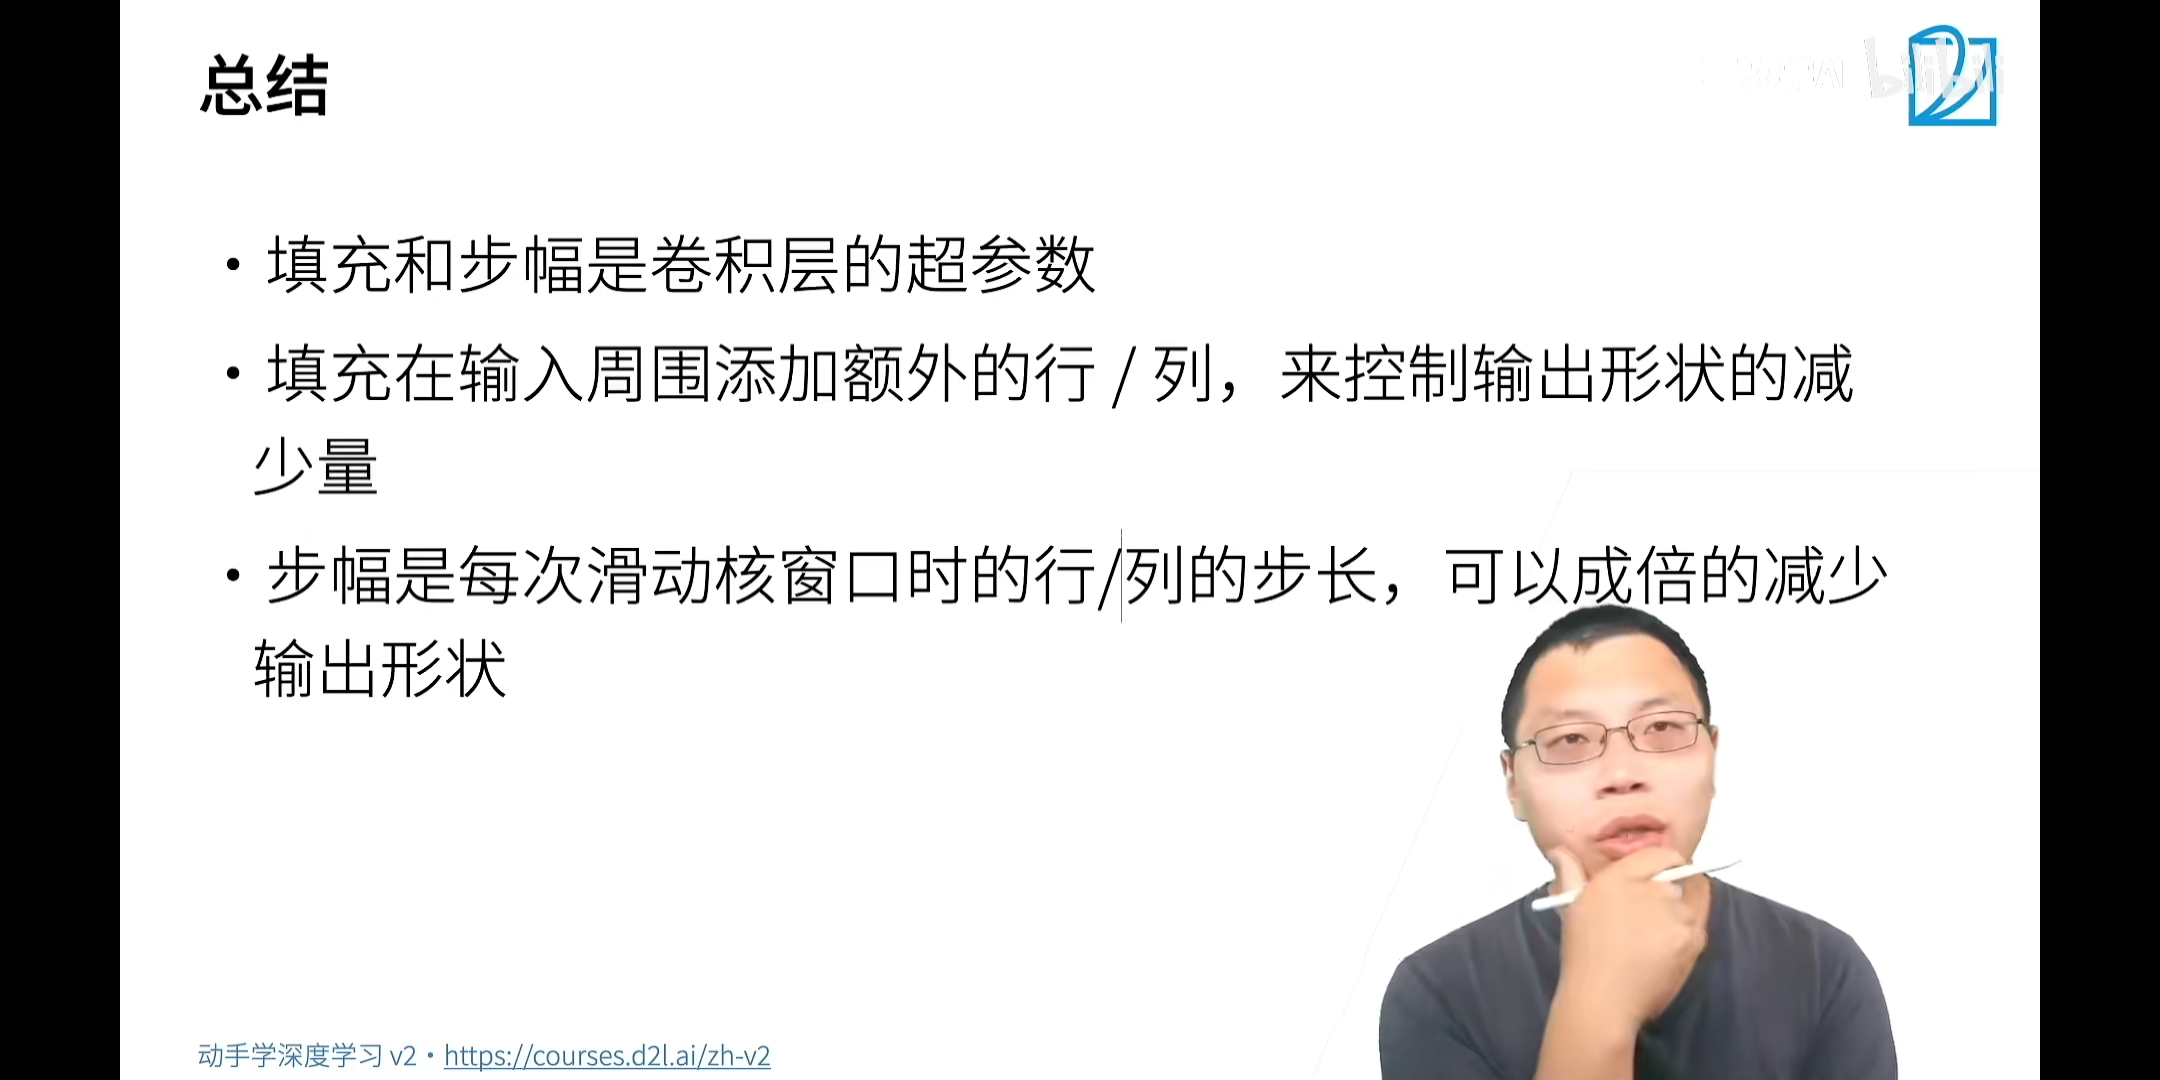 总结
• 填充和步幅是卷积层的超参数
• 填充在输入周围添加额外的行 / 列，来控制输出形状的减
少量
• 步幅是每次滑动核窗口时的行/列的步长，可以成倍的减少
输出形状
动手学深度学习 v2 • https://courses.d2l.ai/zh-v2
bilibili